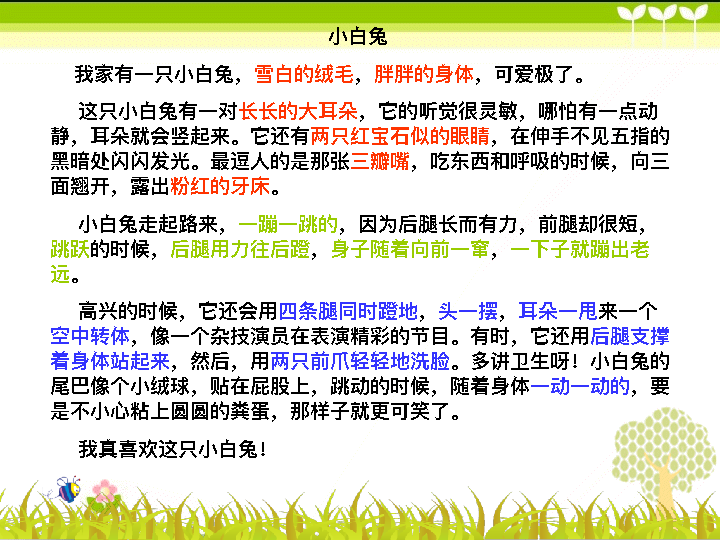 小白兔
我家有一只小白兔，雪白的绒毛，胖胖的身体，可爱极了。
这只小白兔有一对长长的大耳朵，它的听觉很灵敏，哪怕有一点动
静，耳朵就会竖起来。它还有两只红宝石似的眼睛，在伸手不见五指的
黑暗处闪闪发光。最逗人的是那张三瓣嘴，吃东西和呼吸的时候，向三
面翘开，露出粉红的牙床。
小白兔走起路来，一蹦一跳的，因为后腿长而有力，前腿却很短，
跳跃的时候，后腿用力往后蹬，身子随着向前一窜，一下子就蹦出老
远。
高兴的时候，它还会用四条腿同时蹬地，头一摆，耳朵一甩来一个
空中转体，像一个杂技演员在表演精彩的节目。有时，它还用后腿支撑
着身体站起来，然后，用两只前爪轻轻地洗脸。多讲卫生呀！小白兔的
尾巴像个小绒球，贴在屁股上，跳动的时候，随着身体一动一动的，要
是不小心粘上圆圆的粪蛋，那样子就更可笑了。
我真喜欢这只小白兔！